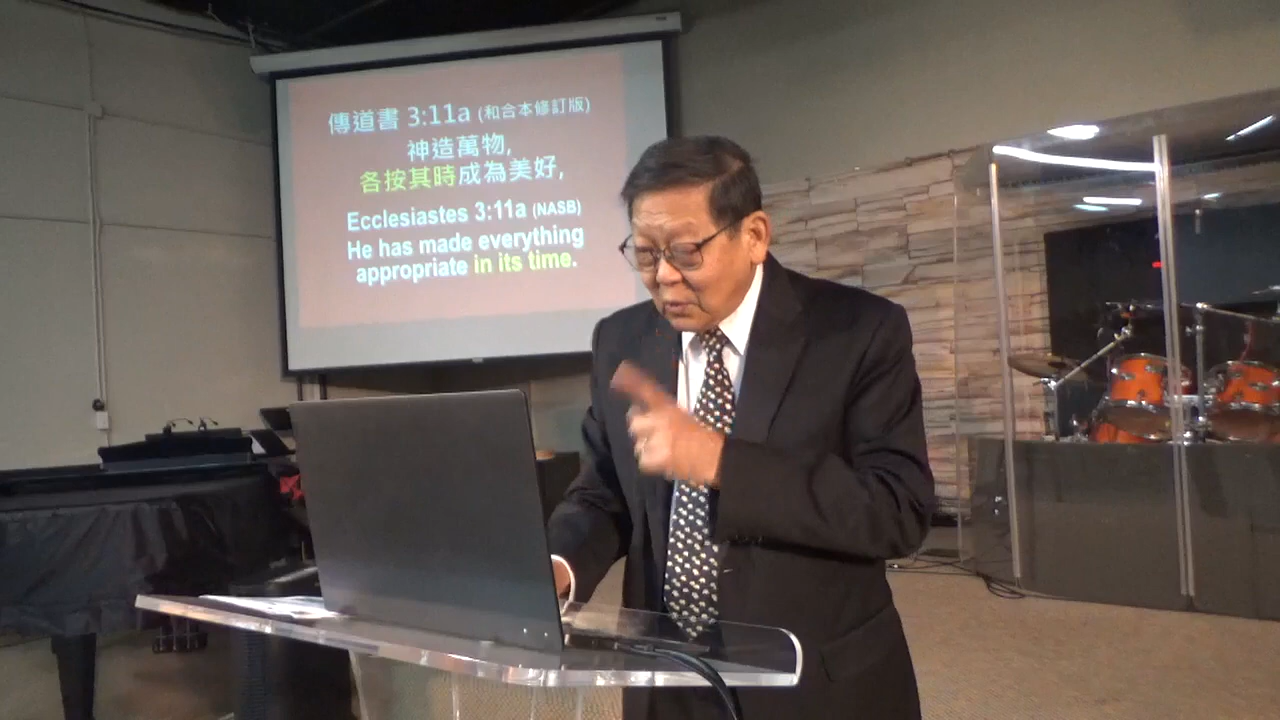 傳道書 3:11a (和合本修訂版)
神造萬物,
各按其時成為美好,
Ecclesiastes 3:11a (NASB)
He has made everything
appropriate in its time.